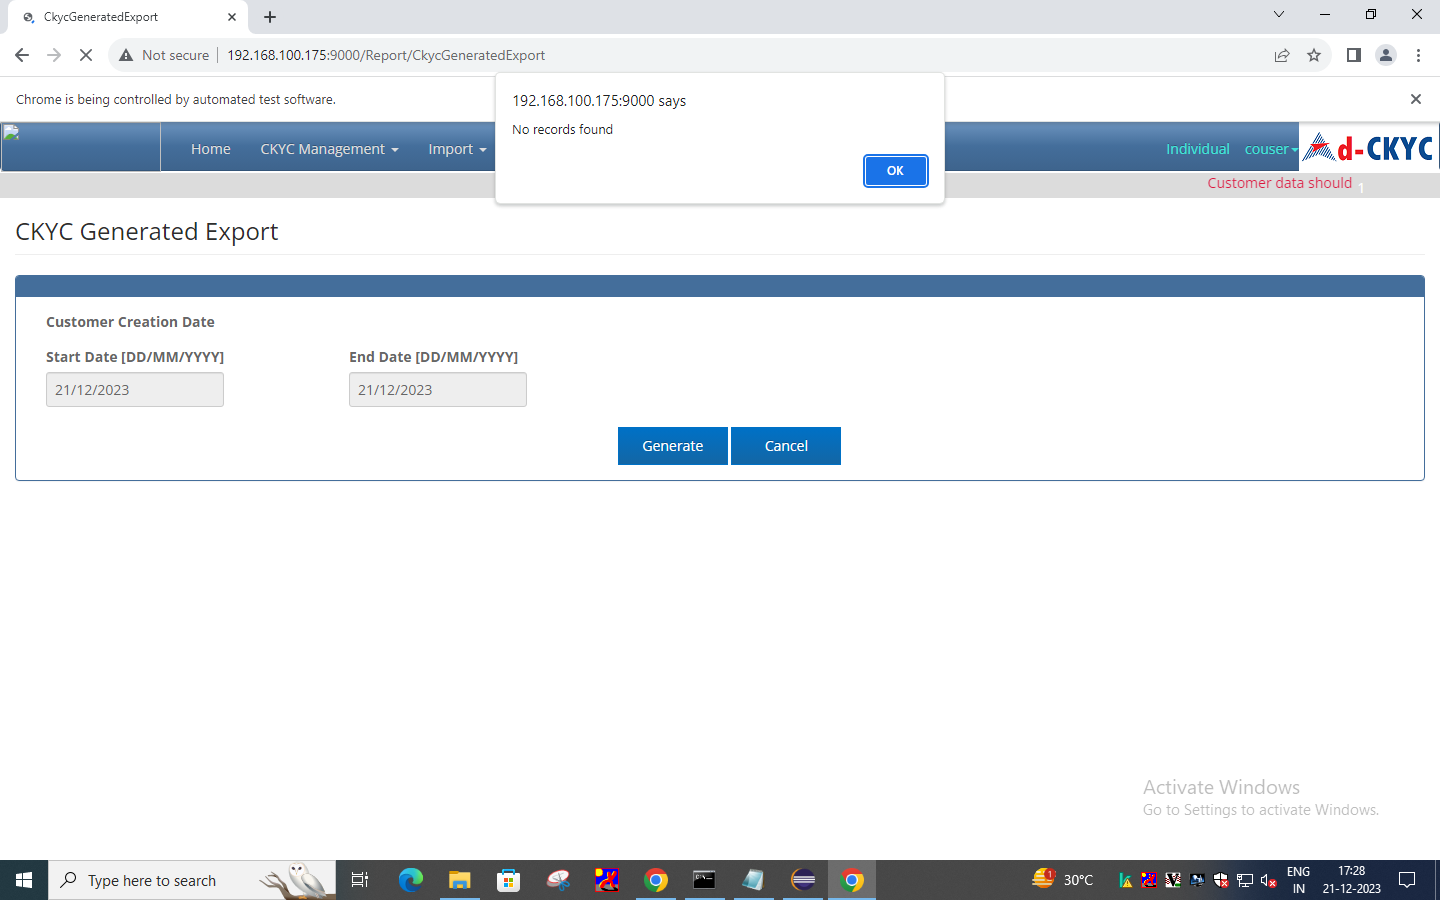 CkycGeneratedExport
Not secure
192.168.100.175:9000/Report/CkycGeneratedExport
Chrome is being controlled by automated test software.
192.168.100.175:9000 says
No records found
OK
Home
CKYC Management
Import
Individual
couser
d-CKYC
Customer data should
1
CKYC Generated Export
Customer Creation Date
Start Date [DD/MM/YYYY]
End Date [DD/MM/YYYY]
21/12/2023
21/12/2023
Generate
Cancel
Activate Windows
Go to Settings to activate Windows.
Type here to search
1
30°C
ENG
IN
17:28
21-12-2023